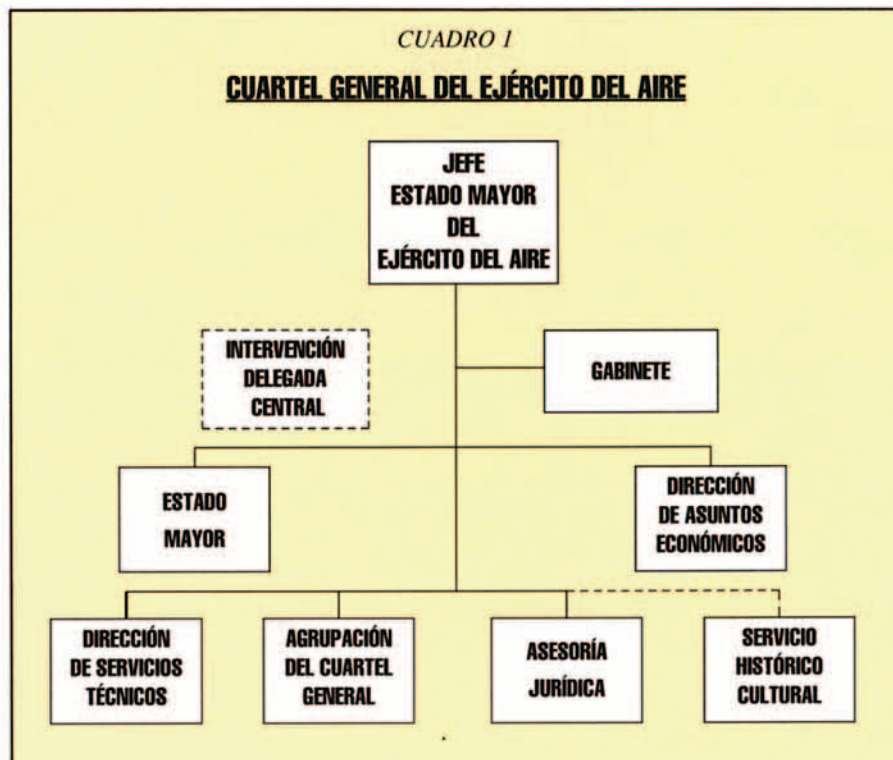 CUADRO 1
CUARTEL GENERAL DEL EJÉRCITO DEL AIRE
JEFE
ESTADO MAYOR
DEL
EJÉRCITO DEL AIRE
INTERVENCIÓN
DELEGADA
CENTRAL
GABINETE
ESTADO
MAYOR
DIRECCIÓN
DE ASUNTOS
ECONÓMICOS
DIRECCIÓN
DE SERVICIOS
TÉCNICOS
AGRUPACIÓN
DEL CUARTEL
GENERAL
ASESORÍA
JURÍDICA
SERVICIO
HISTÓRICO
CULTURAL